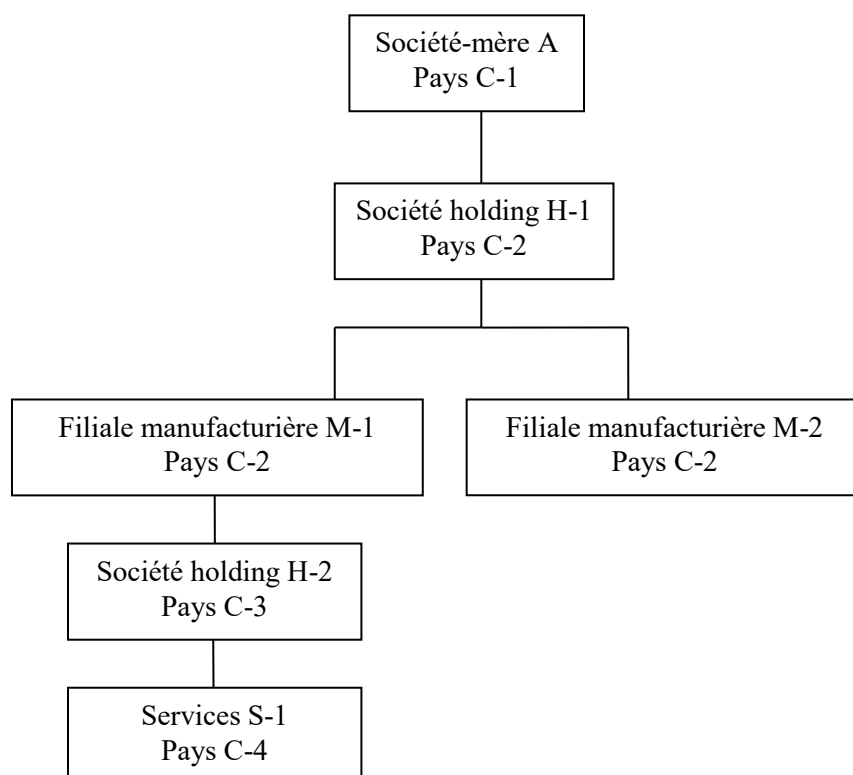 Société-mère A
Pays C-1
Société holding H-1
Pays C-2
Filiale manufacturière M-1
Pays C-2
Filiale manufacturière M-2
Pays C-2
Société holding H-2
Pays C-3
Services S-1
Pays C-4